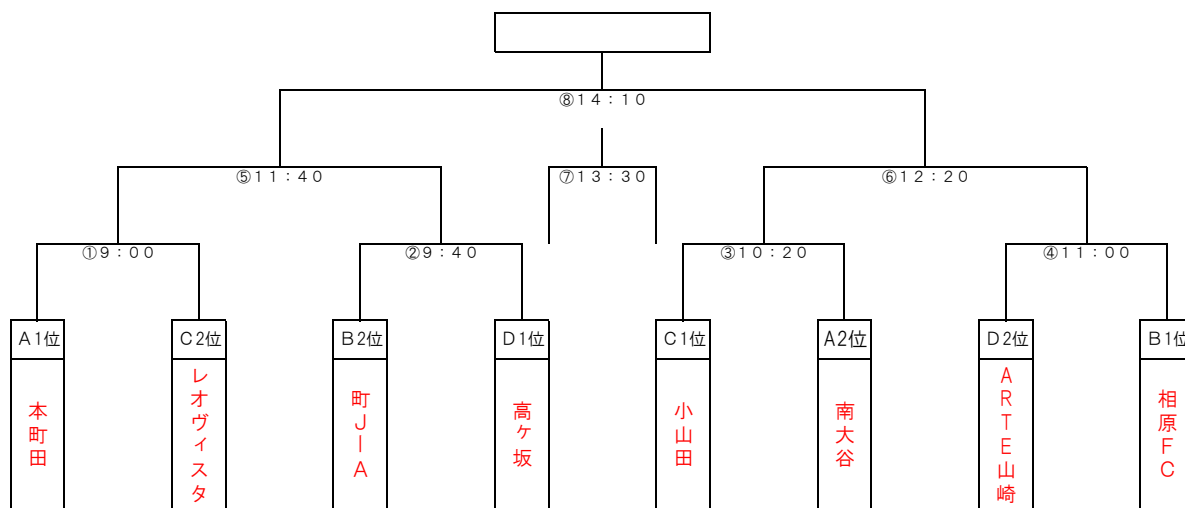 ⑧14：10
⑤11：40
⑦13：30
⑥12：20
①9：00
②9：40
③10：20
④11：00
A1位
C2位
B2位
D1位
C1位
A2位
D2位
B1位
本町田
レオヴィスタ
町JーA
高ケ坂
小山田
南大谷
ARTE山崎
相原FC